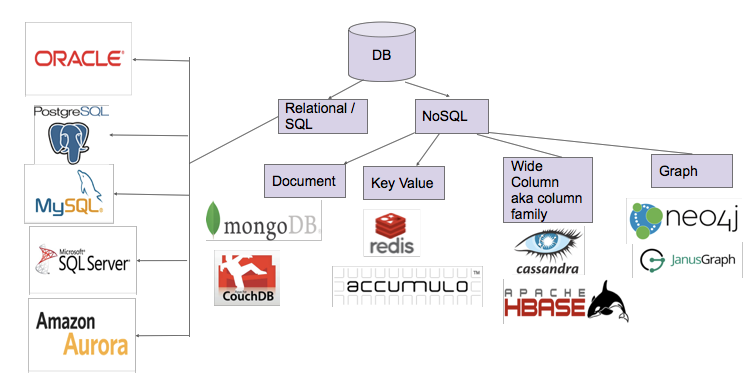 DB
Relational /
SQL
NoSQL
Document
Key Value
Wide
Column
aka column
family
Graph
ORACLE®
PostgreSQL
MySQL®
Microsoft®
SQL Server®
Amazon
Aurora
mongoDB®
CouchDB
redis
accumulo™
cassandra
APACHE
HBASE
neo4j
JanusGraph